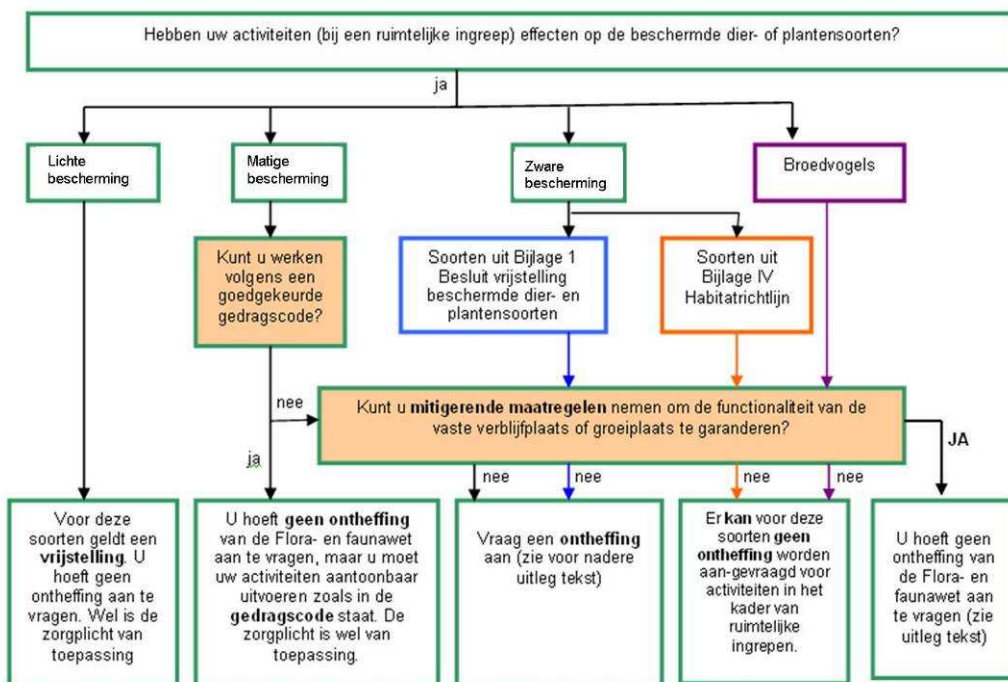 Hebben uw activiteiten (bij een ruimtelijke ingreep) effecten op de beschermde dier- of plantensoorten?
ja
Lichte
bescherming
Matige
bescherming
Zware
bescherming
Broedvogels
Kunt u werken
volgens een
goedgekeurde
gedragscode?
Soorten uit Bijlage 1
Besluit vrijstelling
beschermde dier- en
plantensoorten
Soorten uit
Bijlage IV
Habitatrichtlijn
nee
Kunt u mitigerende maatregelen nemen om de functionaliteit van de
vaste verblijfplaats of groeiplaats te garanderen?
JA
ja
nee
nee
nee
nee
Voor deze
soorten geldt een
vrijstelling. U
hoeft geen
ontheffing aan te
vragen. Wel is de
zorgplicht van
toepassing
U hoeft geen ontheffing
van de Flora- en faunawet
aan te vragen, maar u moet
uw activiteiten aantoonbaar
uitvoeren zoals in de
gedragscode staat. De
zorgplicht is wel van
toepassing.
Vraag een ontheffing
aan (zie voor nadere
uitleg tekst)
Er kan voor deze
soorten geen
ontheffing worden
aan-gevraagd voor
activiteiten in het
kader van
ruimtelijke
ingrepen.
U hoeft geen
ontheffing van
de Flora- en
faunawet aan
te vragen (zie
uitleg tekst)